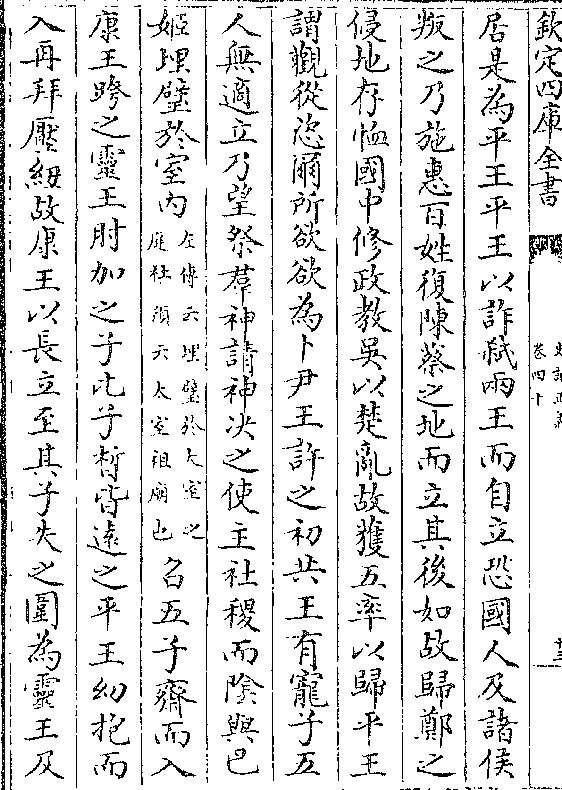 欽定四庫全書
史記正義
卷四十
十三
居是為平王平王以詐弑兩王而自立恐國人及諸侯
叛之乃施惠百姓復陳蔡之地而立其後如故歸鄭之
侵地存恤國中修政教吳以楚亂故獲五率以歸平王
謂觀從恣爾所欲欲為卜尹王許之初共王有寵子五
人無適立乃望祭羣神請神決之使主社稷而陰與巴
姬埋璧於室內左傳云埋璧於大室之庭杜預云大室祖廟也召五子齋而入
康王跨之靈王肘加之子比子晳皆逺之平王幼抱而
入再拜壓紐故康王以長立至其子失之圍為靈王及